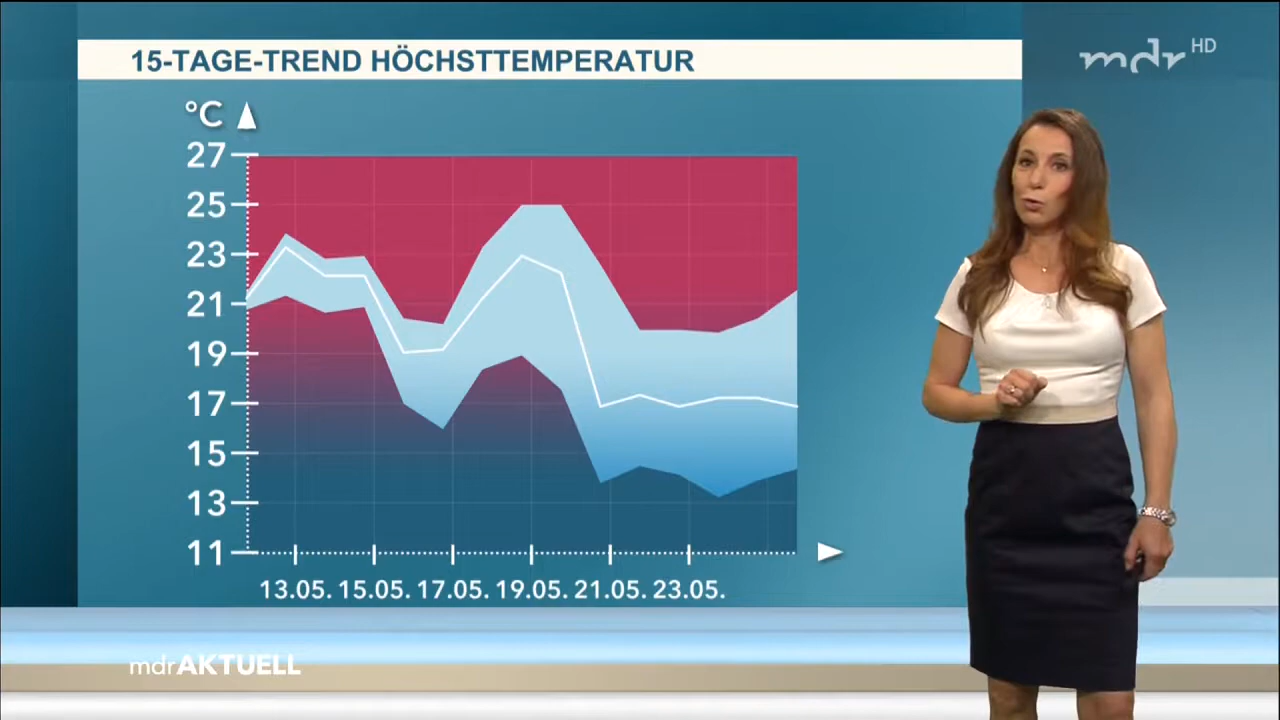 15-TAGE-TREND HÖCHSTTEMPERATUR
mdr HD
°C
27
25
23
21
19
17
15
13
11
13.05. 15.05. 17.05. 19.05. 21.05. 23.05.
mdrAKTUELL